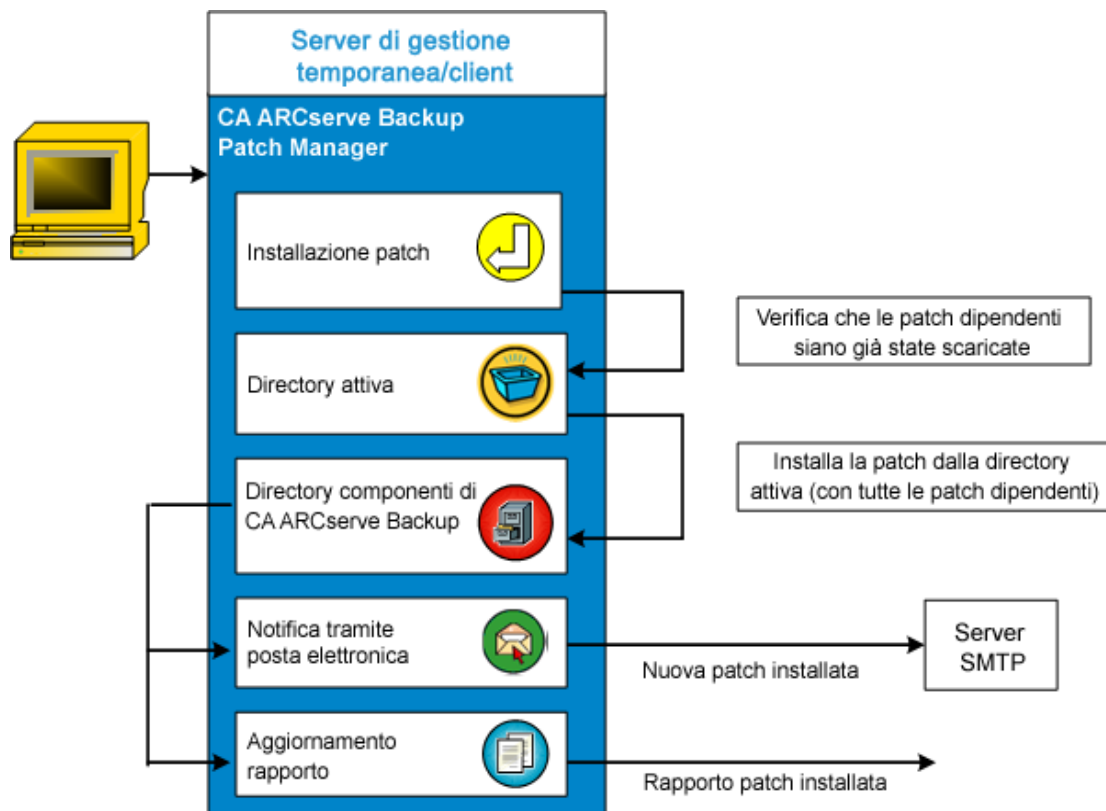 Server di gestione
temporanea/client
CA ARCserve Backup
Patch Manager
Installazione patch
Verifica che le patch dipendenti
siano già state scaricate
Directory attiva
Installa la patch dalla directory
attiva (con tutte le patch dipendenti)
Directory componenti di
CA ARCserve Backup
Notifica tramite
posta elettronica
Nuova patch installata
Server
SMTP
Aggiornamento
rapporto
Rapporto patch installata